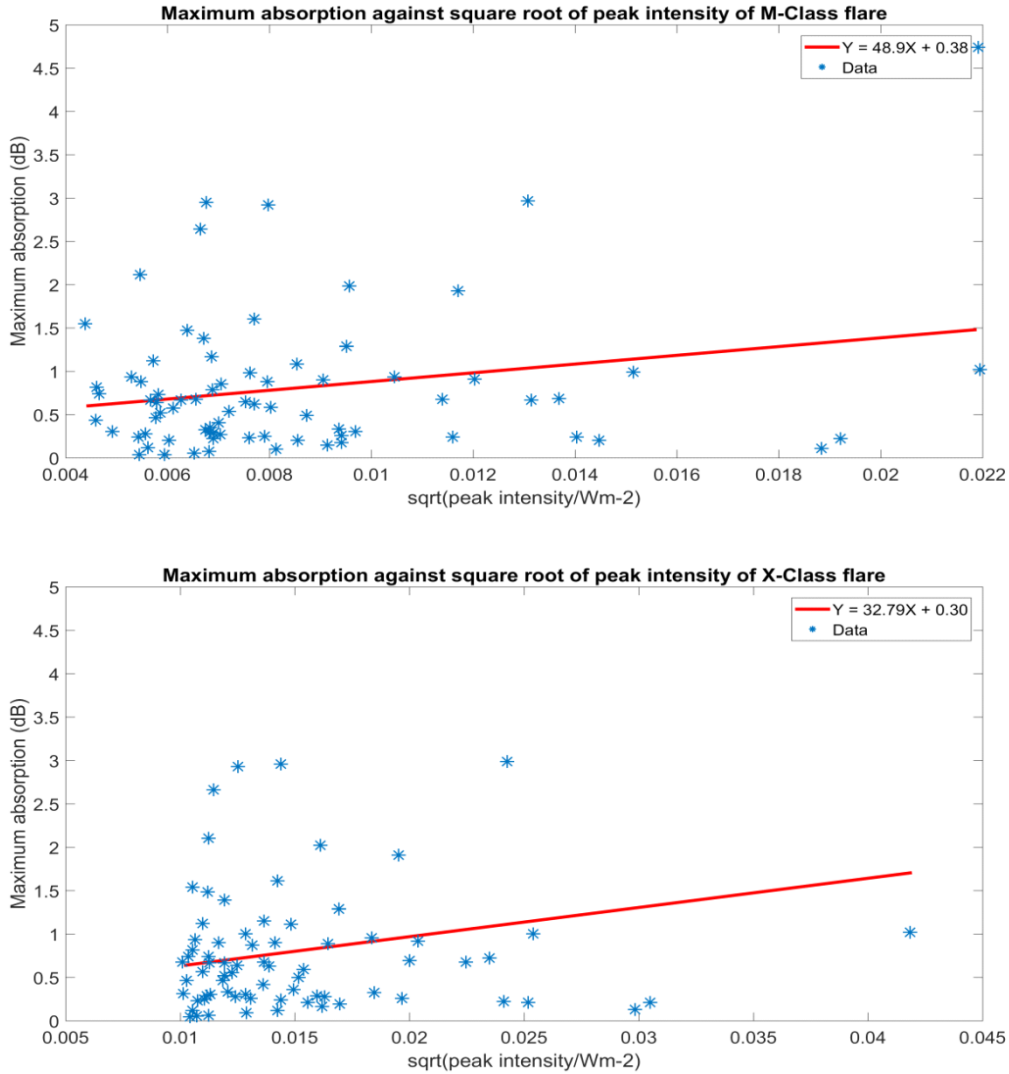 Maximum absorption against square root of peak intensity of M-Class flare
5
4.5
4
3.5
3
2.5
2
1.5
1
0.5
0
Maximum absorption (dB)
Y = 48.9X + 0.38
Data
0.004 0.006 0.008 0.01 0.012 0.014 0.016 0.018 0.02 0.022
sqrt(peak intensity/Wm-2)
Maximum absorption against square root of peak intensity of X-Class flare
5
4.5
4
3.5
3
2.5
2
1.5
1
0.5
0
Maximum absorption (dB)
Y = 32.79X + 0.30
Data
0.005 0.01 0.015 0.02 0.025 0.03 0.035 0.04 0.045
sqrt(peak intensity/Wm-2)